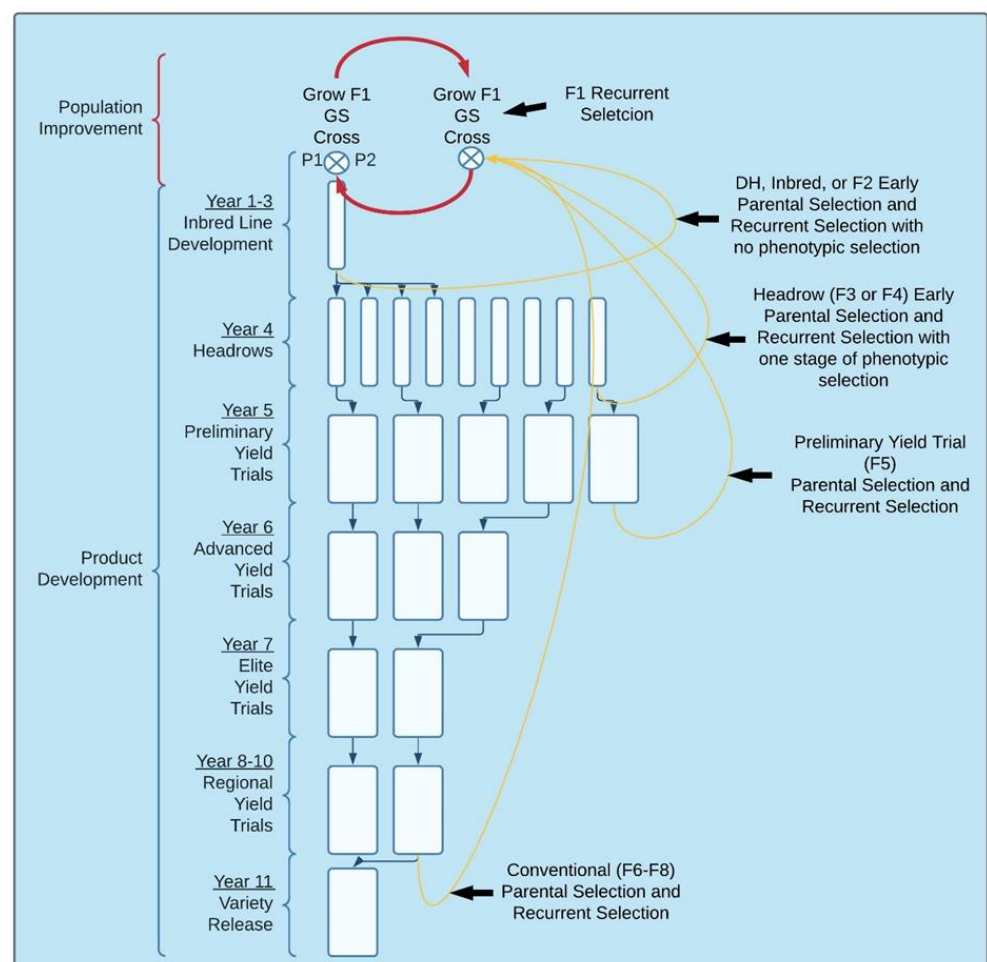 Population
Improvement
Grow F1
GS
Cross
Grow F1
GS
Cross
F1 Recurrent
Seletcion
P1
P2
Year 1-3
Inbred Line
Development
DH, Inbred, or F2 Early
Parental Selection and
Recurrent Selection with
no phenotypic selection
Year 4
Headrows
Headrow (F3 or F4) Early
Parental Selection and
Recurrent Selection with
one stage of phenotypic
selection
Year 5
Preliminary
Yield
Trials
Preliminary Yield Trial
(F5)
Parental Selection and
Recurrent Selection
Product
Development
Year 6
Advanced
Yield
Trials
Year 7
Elite
Yield
Trials
Year 8-10
Regional
Yield
Trials
Year 11
Variety
Release
Conventional (F6-F8)
Parental Selection and
Recurrent Selection